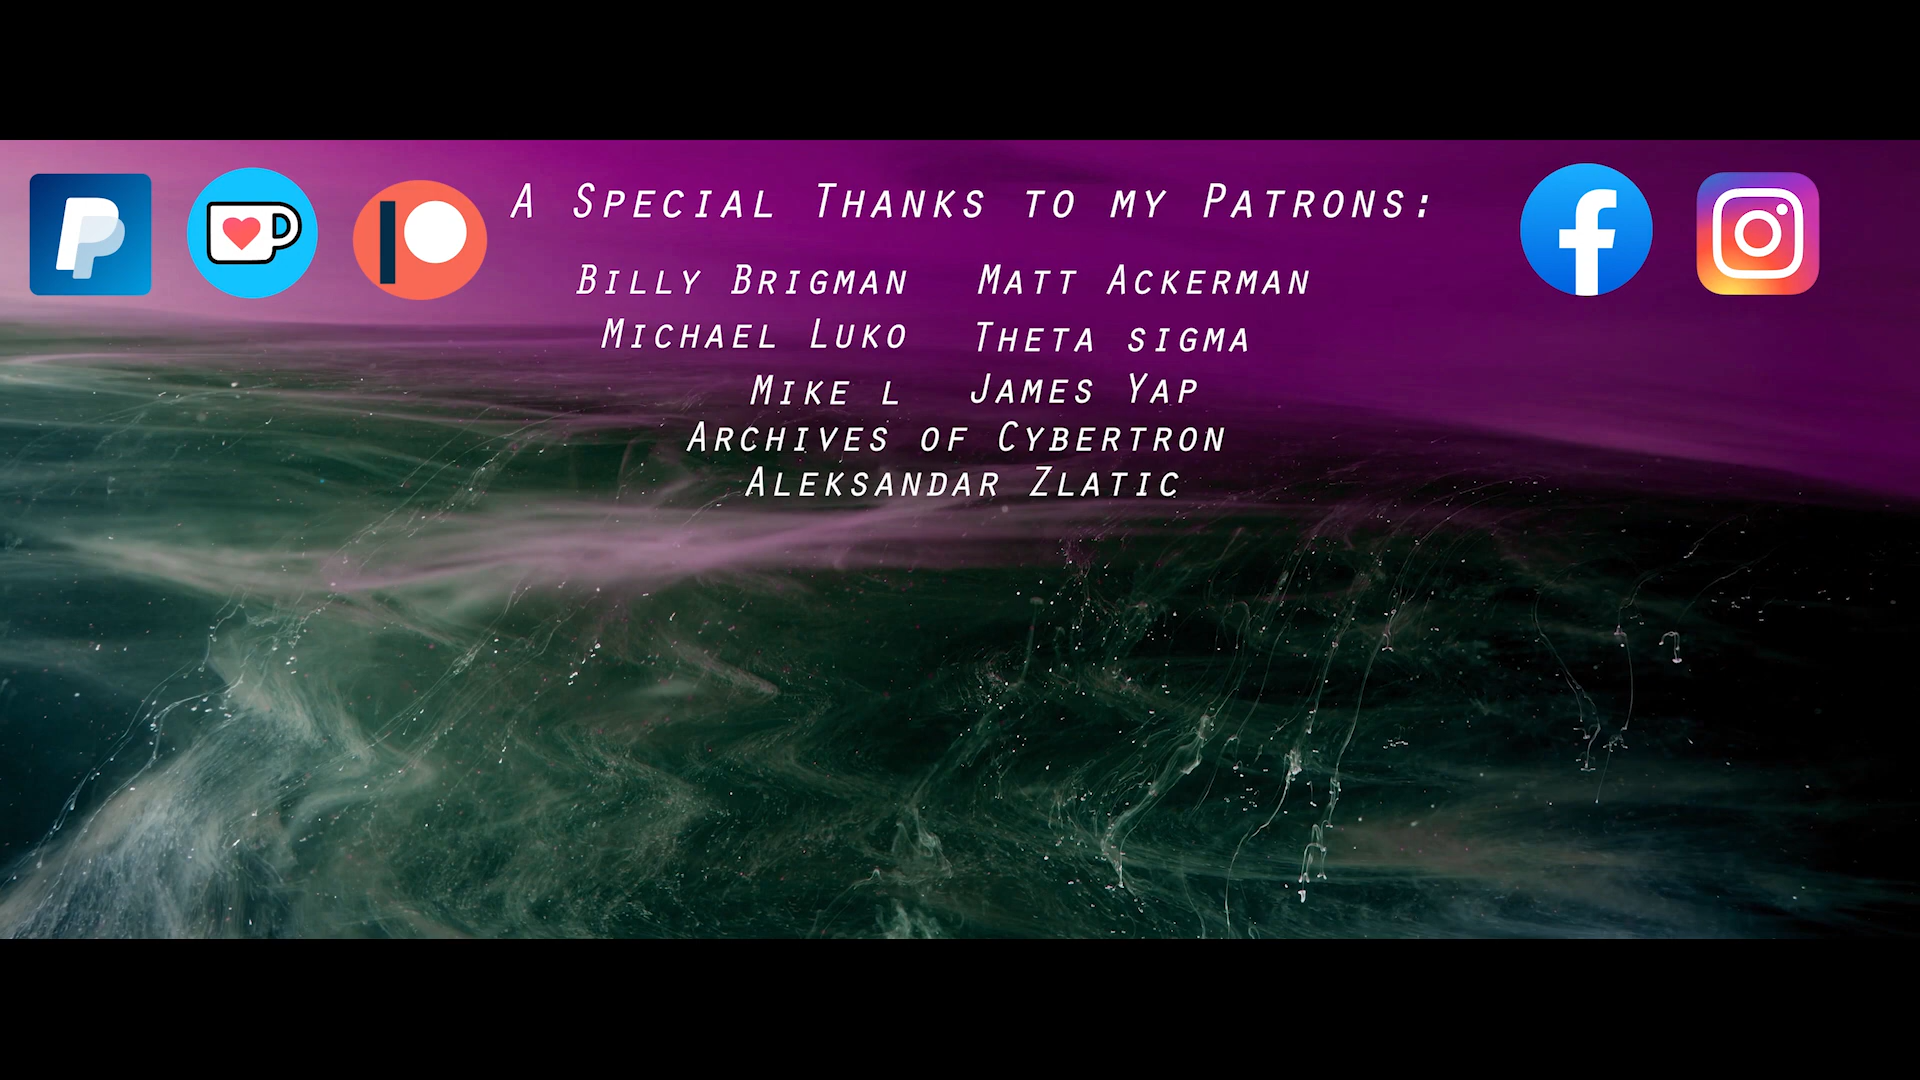 A Special Thanks to my Patrons:
Billy Brigman Matt Ackerman
Michael Luko Theta sigma
Mike l James Yap
Archives of Cybertron
Aleksandar Zlatic